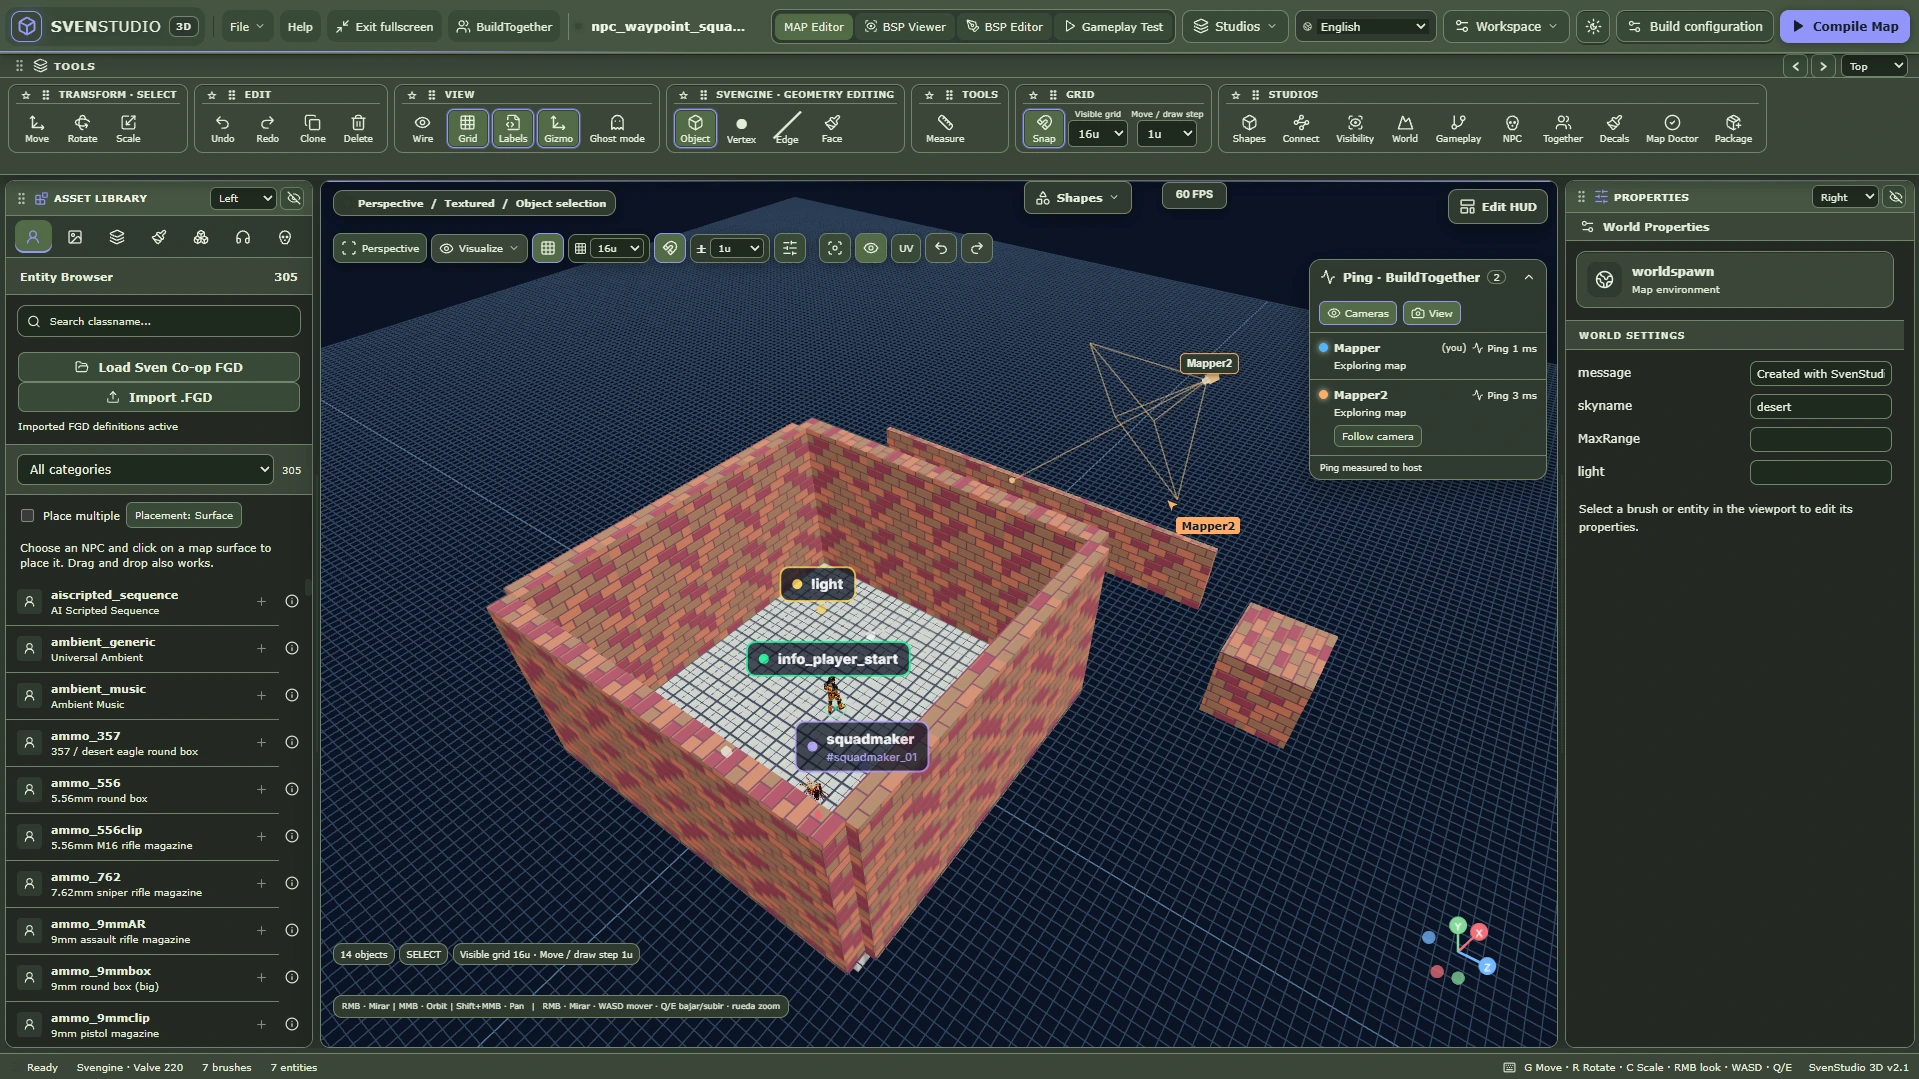 SVENSTUDIO 3D
File
Help
Exit fullscreen
BuildTogether
npc_waypoint_squa...
MAP Editor
BSP Viewer
BSP Editor
Gameplay Test
Studios
English
Workspace
Build configuration
Compile Map
TOOLS
Top
TRANSFORM · SELECT
EDIT
VIEW
SVENGINE · GEOMETRY EDITING
TOOLS
GRID
STUDIOS
Move
Rotate
Scale
Undo
Redo
Clone
Delete
Wire
Grid
Labels
Gizmo
Ghost mode
Object
Vertex
Edge
Face
Measure
Snap
Visible grid
16u
Move / draw step
1u
Shapes
Connect
Visibility
World
Gameplay
NPC
Together
Decals
Map Doctor
Package
ASSET LIBRARY
Left
Entity Browser
305
Search classname...
Load Sven Co-op FGD
Import .FGD
Imported FGD definitions active
All categories
305
Place multiple
Placement: Surface
Choose an NPC and click on a map surface to
place it. Drag and drop also works.
aiscripted_sequence
AI Scripted Sequence
ambient_generic
Universal Ambient
ambient_music
Ambient Music
ammo_357
357 / desert eagle round box
ammo_556
5.56mm round box
ammo_556clip
5.56mm M16 rifle magazine
ammo_762
7.62mm sniper rifle magazine
ammo_9mmAR
9mm assault rifle magazine
ammo_9mmbox
9mm round box (big)
ammo_9mmclip
9mm pistol magazine
Perspective / Textured / Object selection
Shapes
60 FPS
Edit HUD
Perspective
Visualize
16u
± 1u
UV
Ping · BuildTogether 2
Cameras
View
Mapper
(you) Ping 1 ms
Exploring map
Mapper2
Ping 3 ms
Exploring map
Follow camera
Ping measured to host
Mapper2
Mapper2
light
info_player_start
squadmaker
#squadmaker_01
Y
X
Z
14 objects
SELECT
Visible grid 16u · Move / draw step 1u
RMB · Mirar | MMB · Orbit | Shift+MMB · Pan | RMB · Mirar · WASD mover · Q/E bajar/subir · rueda zoom
PROPERTIES
Right
World Properties
worldspawn
Map environment
WORLD SETTINGS
message
Created with SvenStudi
skyname
desert
MaxRange
light
Select a brush or entity in the viewport to edit its
properties.
Ready
Svengine · Valve 220
7 brushes
7 entities
G Move · R Rotate · C Scale · RMB look · WASD · Q/E
SvenStudio 3D v2.1